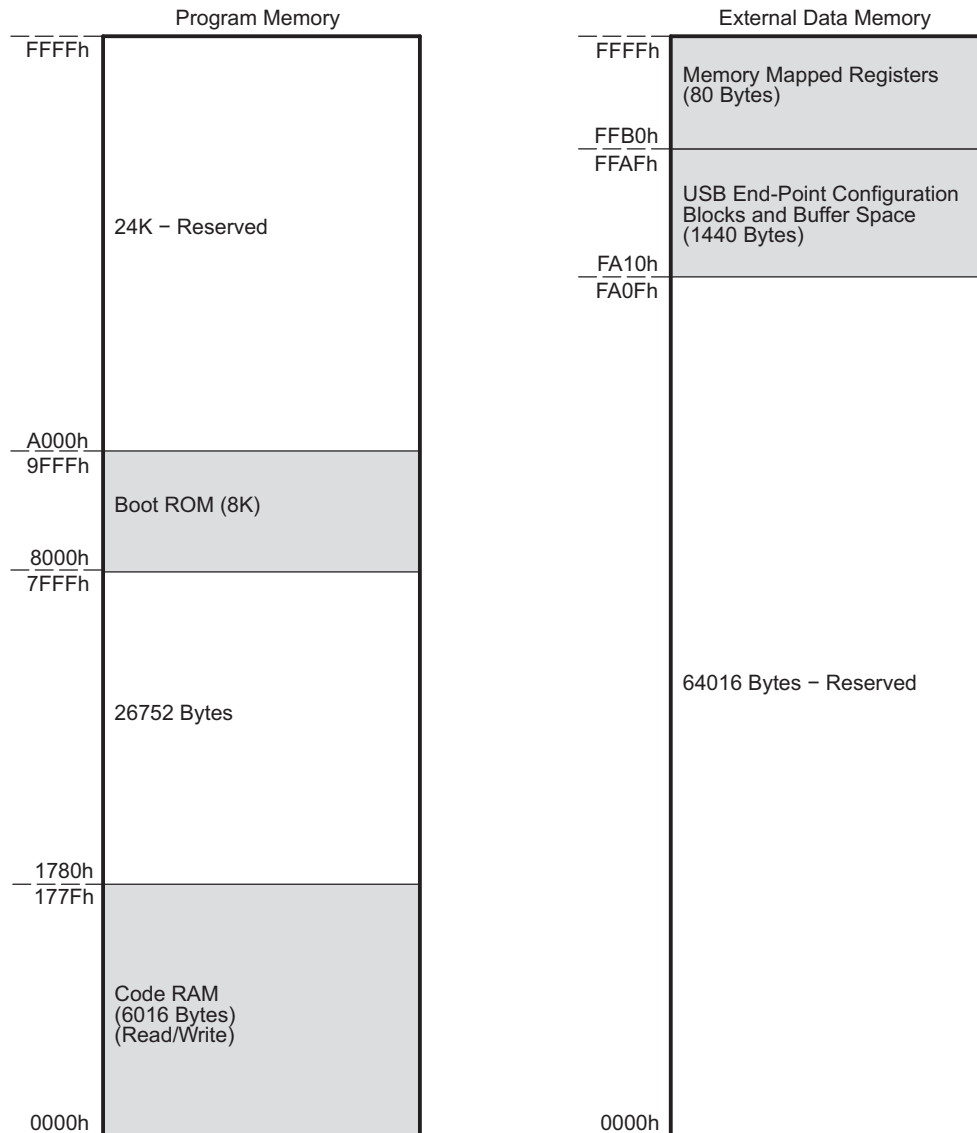 Program Memory
FFFFh
24K − Reserved
A000h
9FFFh
Boot ROM (8K)
8000h
7FFFh
26752 Bytes
1780h
177Fh
Code RAM
(6016 Bytes)
(Read/Write)
0000h
External Data Memory
FFFFh
Memory Mapped Registers
(80 Bytes)
FFB0h
FFAFh
USB End-Point Configuration
Blocks and Buffer Space
(1440 Bytes)
FA10h
FA0Fh
64016 Bytes − Reserved
0000h